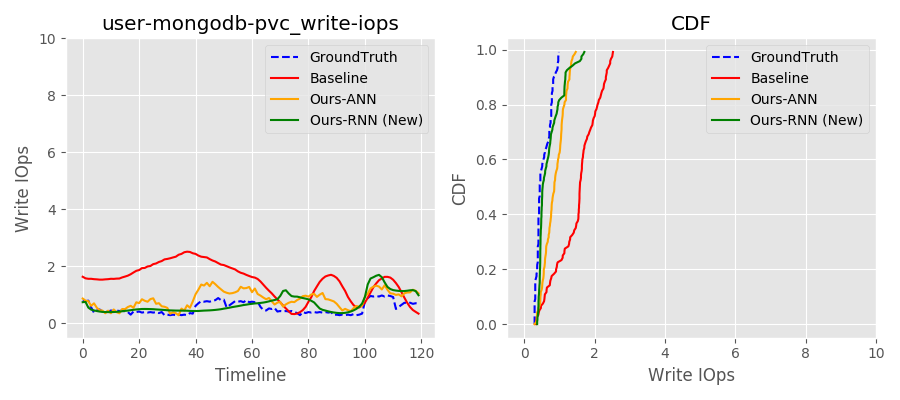 user-mongodb-pvc_write-iops
Write IOps
10
8
6
4
2
0
0 20 40 60 80 100 120
Timeline
GroundTruth
Baseline
Ours-ANN
Ours-RNN (New)
CDF
CDF
1.0
0.8
0.6
0.4
0.2
0.0
0 2 4 6 8 10
Write IOps
GroundTruth
Baseline
Ours-ANN
Ours-RNN (New)